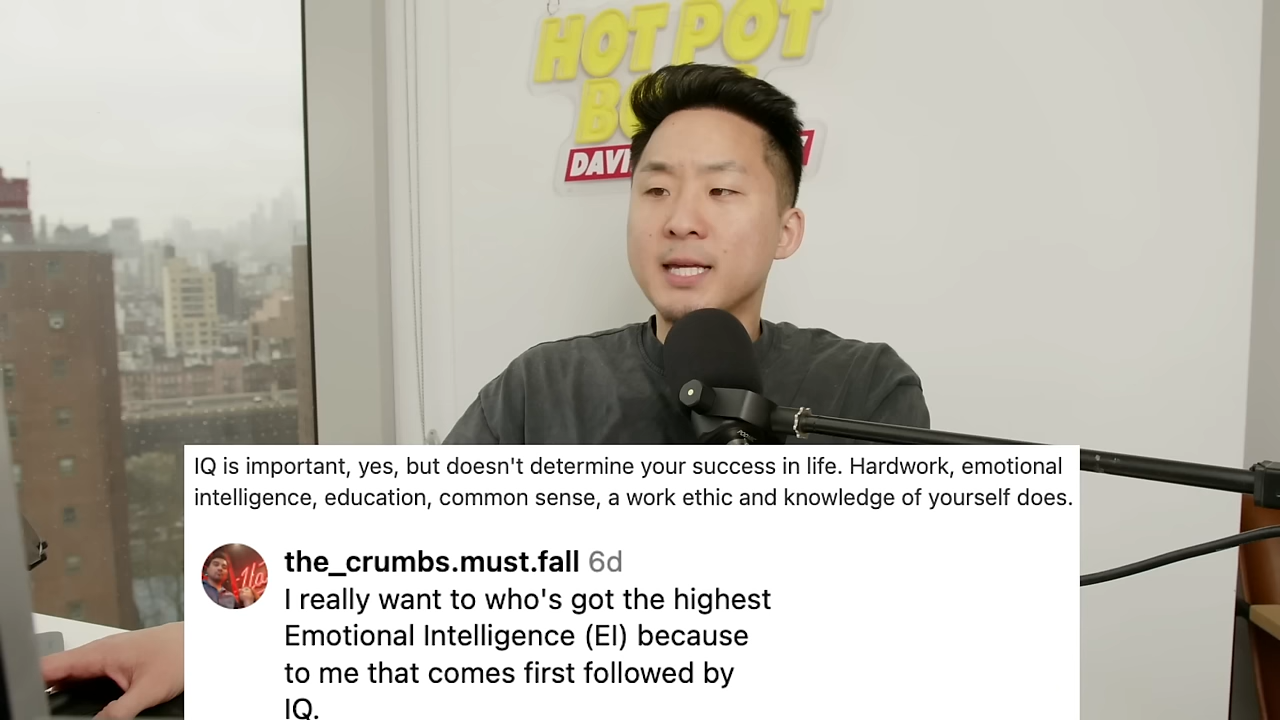 HOT POT
IQ is important, yes, but doesn't determine your success in life. Hardwork, emotional
intelligence, education, common sense, a work ethic and knowledge of yourself does.
the_crumbs.must.fall 6d
I really want to who's got the highest
Emotional Intelligence (EI) because
to me that comes first followed by
IQ.